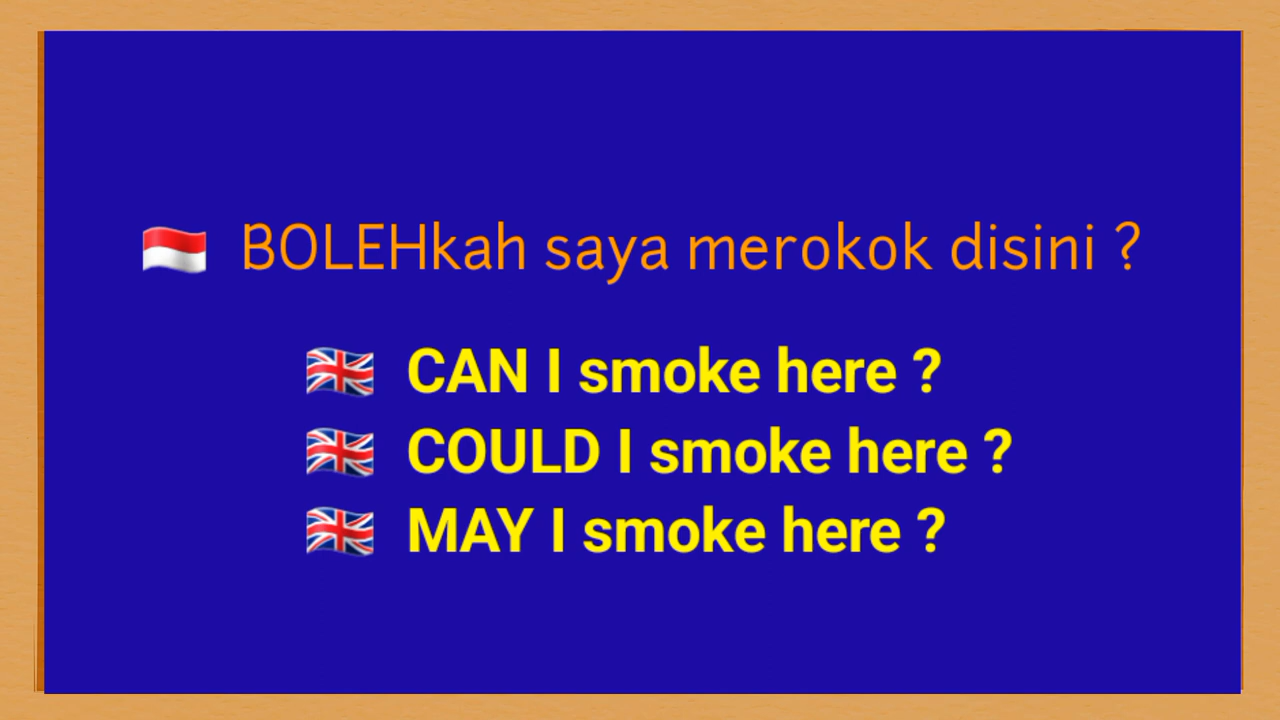 BOLEHkah saya merokok disini ?
CAN I smoke here ?
COULD I smoke here ?
MAY I smoke here ?